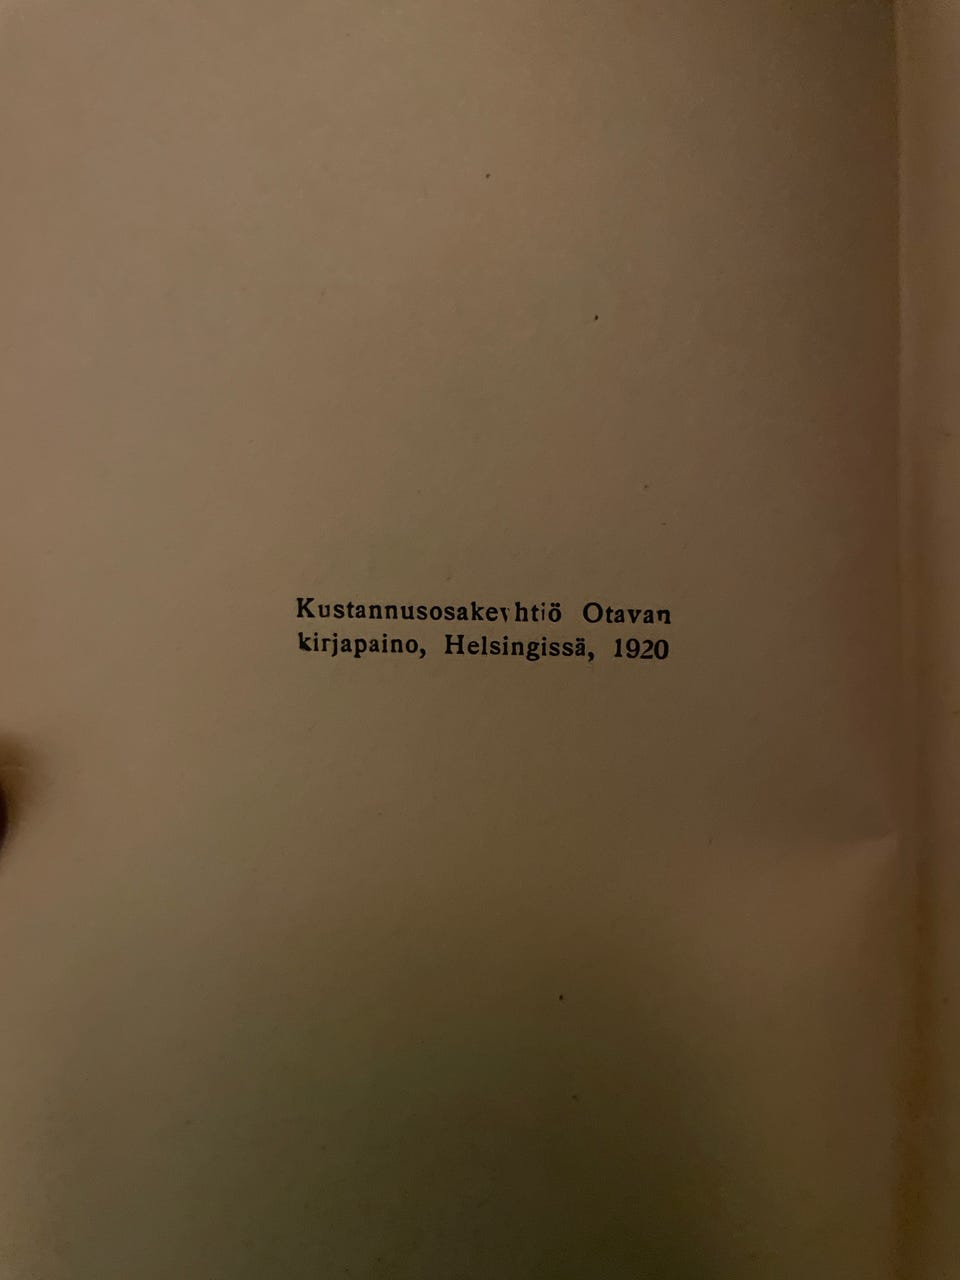 Kustannusosakeyhtiö Otavan
kirjapaino, Helsingissä, 1920